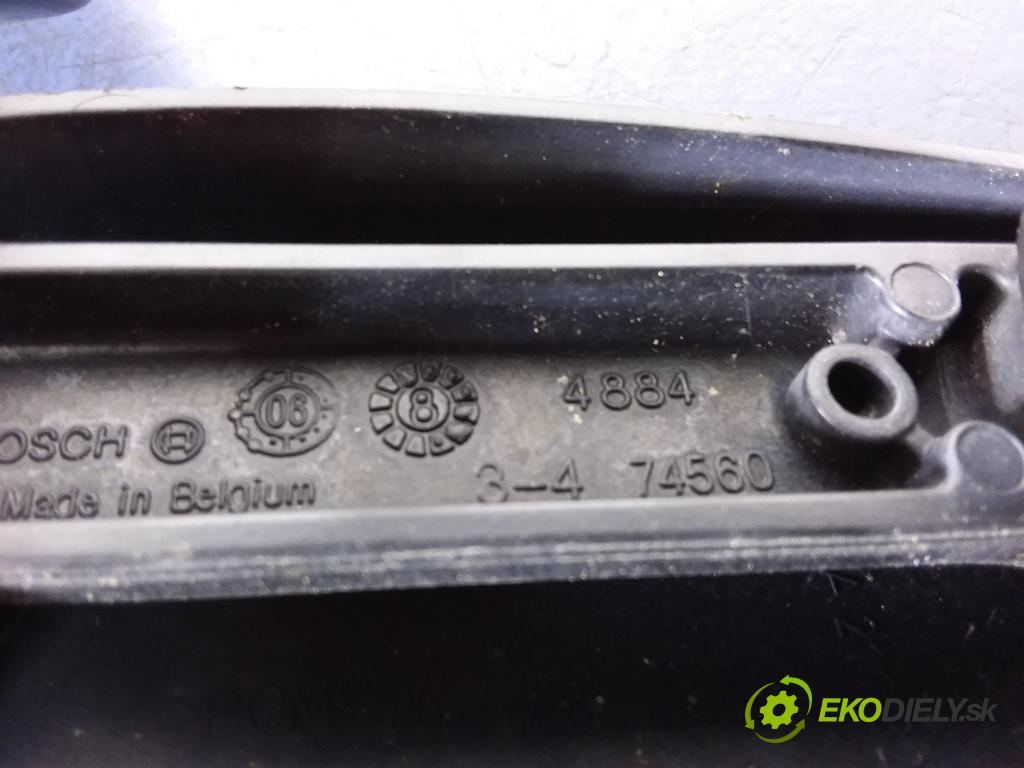 06 8 4884
OSCH
3-4 74560
Made in Belgium
EKODIELY.sk